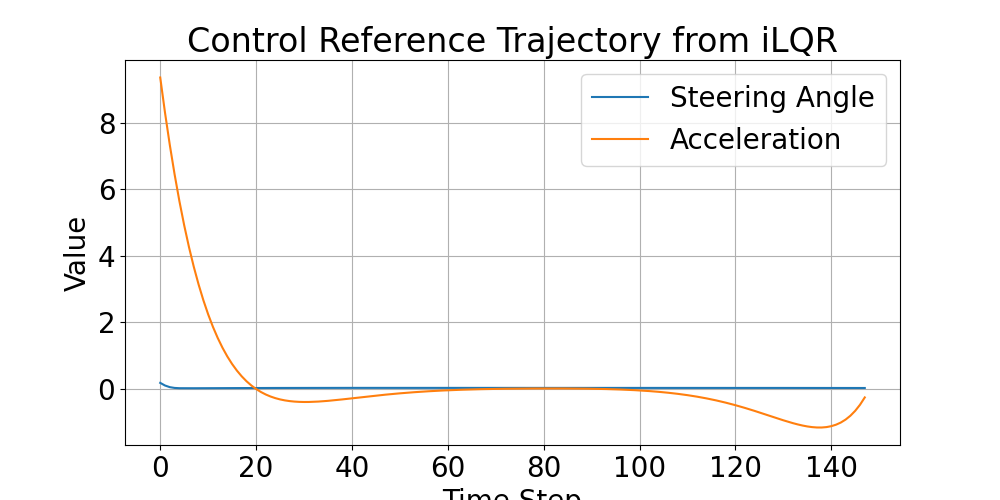 Control Reference Trajectory from iLQR
Steering Angle
Acceleration
Value
8
6
4
2
0
0 20 40 60 80 100 120 140
Time Step